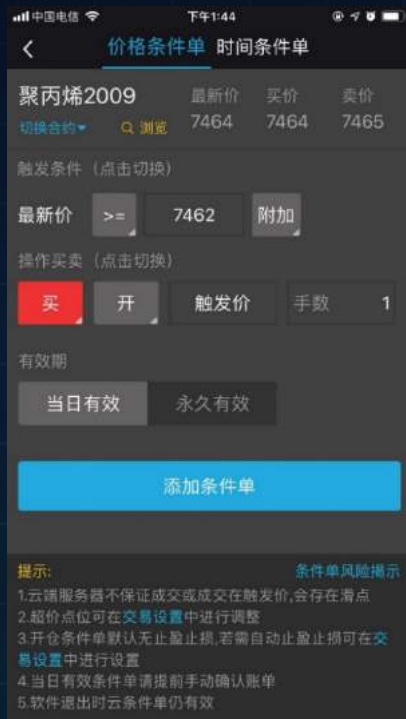 中国电信 下午1:44
价格条件单 时间条件单
聚丙烯2009 最新价 买价 卖价
切换合约 浏览 7464 7464 7465
触发条件（点击切换）
最新价 >= 7462 附加
操作买卖（点击切换）
买 开 触发价 手数 1
有效期
当日有效 永久有效
添加条件单
提示: 条件单风险揭示
1.云端服务器不保证成交或成交在触发价,会存在滑点
2.超价点位可在交易设置中进行调整
3.开仓条件单默认无止盈止损,若需自动止盈止损可在交
易设置中进行设置
4.当日有效条件单请提前手动确认账单
5.软件退出时云条件单仍有效